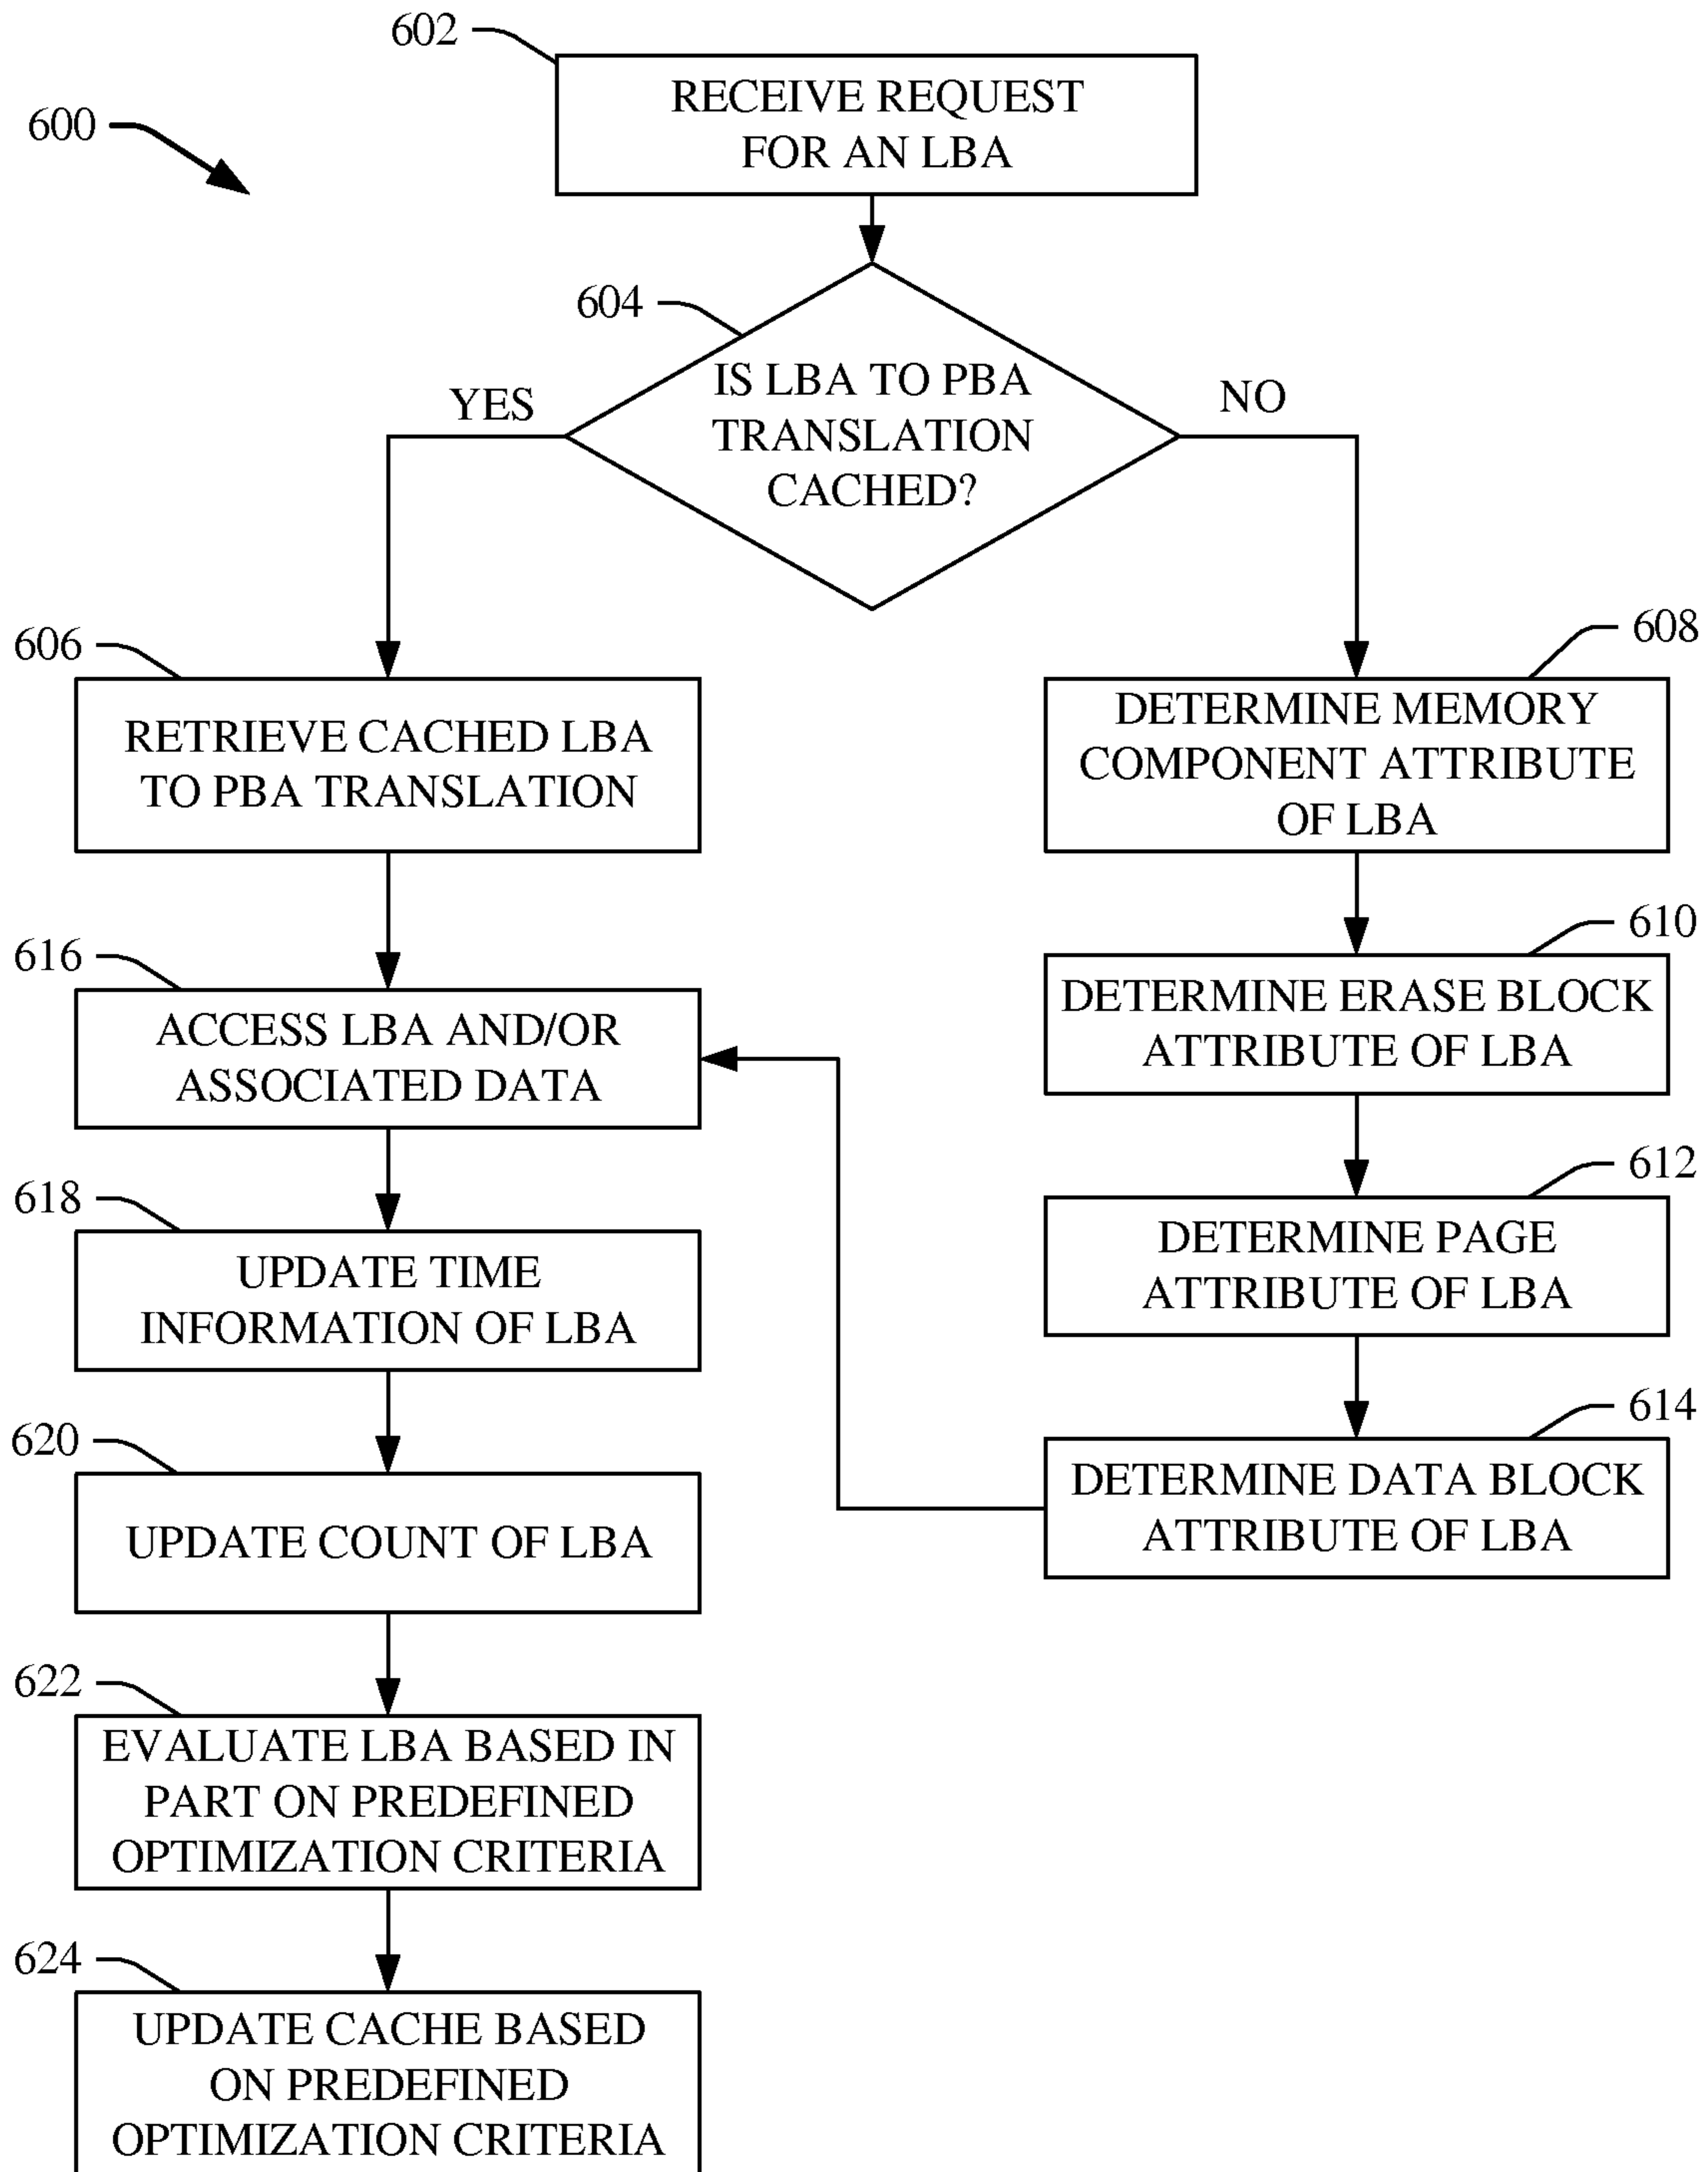 602
RECEIVE REQUEST
FOR AN LBA
600
604
IS LBA TO PBA
TRANSLATION
CACHED?
YES
NO
606
RETRIEVE CACHED LBA
TO PBA TRANSLATION
608
DETERMINE MEMORY
COMPONENT ATTRIBUTE
OF LBA
610
DETERMINE ERASE BLOCK
ATTRIBUTE OF LBA
612
DETERMINE PAGE
ATTRIBUTE OF LBA
614
DETERMINE DATA BLOCK
ATTRIBUTE OF LBA
616
ACCESS LBA AND/OR
ASSOCIATED DATA
618
UPDATE TIME
INFORMATION OF LBA
620
UPDATE COUNT OF LBA
622
EVALUATE LBA BASED IN
PART ON PREDEFINED
OPTIMIZATION CRITERIA
624
UPDATE CACHE BASED
ON PREDEFINED
OPTIMIZATION CRITERIA